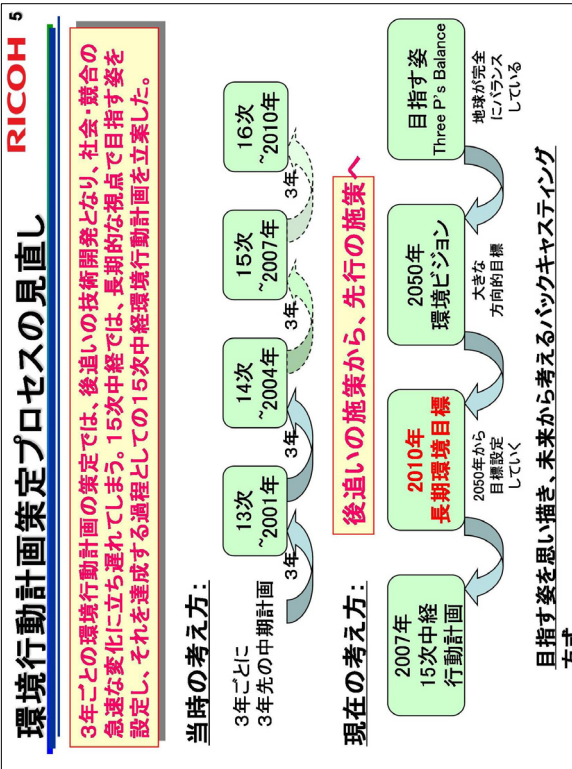 環境行動計画策定プロセスの見直し
RICOH 5
3年ごとの環境行動計画の策定では、後追いの技術開発となり、社会・競合の
急速な変化に立ち遅れてしまう。15次中経では、長期的な視点で目指す姿を
設定し、それを達成する過程としての15次中経環境行動計画を立案した。
当時の考え方:
3年ごとに
3年先の中期計画
3年
13次
~2001年
3年
14次
~2004年
3年
15次
~2007年
3年
16次
~2010年
後追いの施策から、先行の施策へ
現在の考え方:
2007年
15次中経
行動計画
2010年
長期環境目標
2050年
環境ビジョン
目指す姿
Three P's Balance
2050年から
目標設定
していく
大きな
方向的目標
地球が完全
にバランス
している
目指す姿を思い描き、未来から考えるバックキャスティング
方式